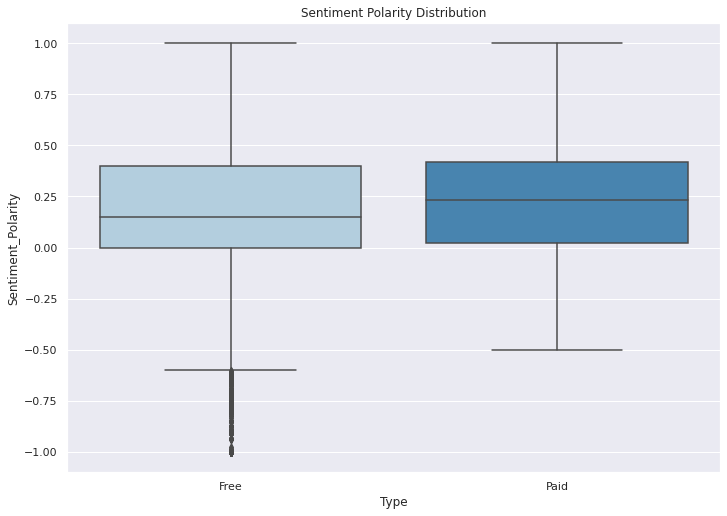 Sentiment Polarity Distribution
Sentiment_Polarity
1.00
0.75
0.50
0.25
0.00
−0.25
−0.50
−0.75
−1.00
Free
Paid
Type